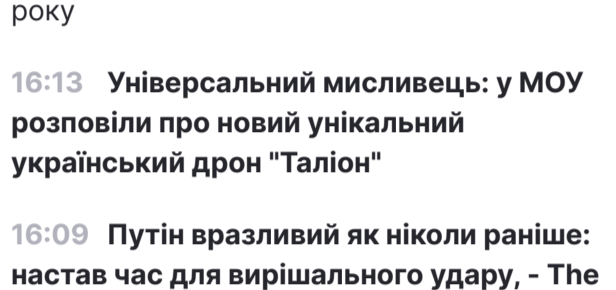 року
16:13 Універсальний мисливець: у МОУ
розповіли про новий унікальний
український дрон "Таліон"
16:09 Путін вразливий як ніколи раніше:
настав час для вирішального удару, - The